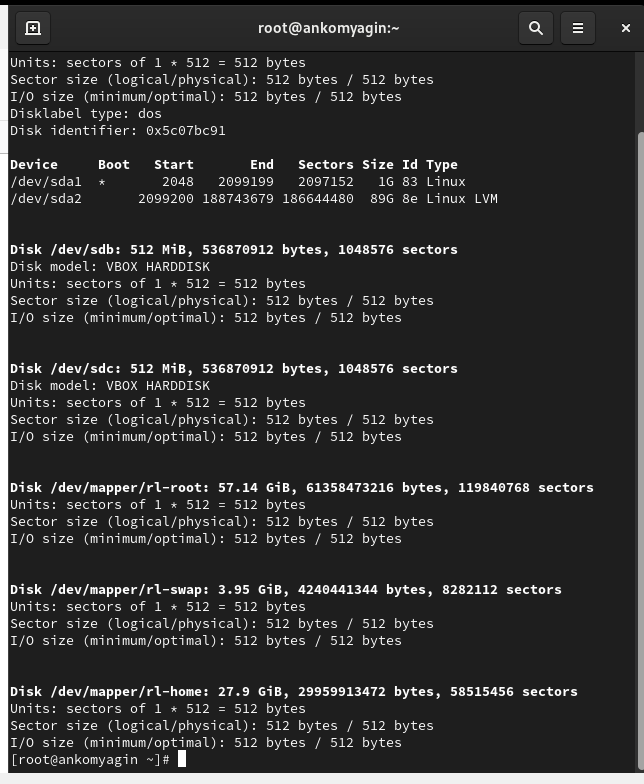 root@ankomyagin:~
Units: sectors of 1 * 512 = 512 bytes
Sector size (logical/physical): 512 bytes / 512 bytes
I/O size (minimum/optimal): 512 bytes / 512 bytes
Disklabel type: dos
Disk identifier: 0x5c07bc91
Device     Boot   Start       End   Sectors Size Id Type
/dev/sda1  *       2048   2099199   2097152   1G 83 Linux
/dev/sda2       2099200 188743679 186644480  89G 8e Linux LVM
Disk /dev/sdb: 512 MiB, 536870912 bytes, 1048576 sectors
Disk model: VBOX HARDDISK
Units: sectors of 1 * 512 = 512 bytes
Sector size (logical/physical): 512 bytes / 512 bytes
I/O size (minimum/optimal): 512 bytes / 512 bytes
Disk /dev/sdc: 512 MiB, 536870912 bytes, 1048576 sectors
Disk model: VBOX HARDDISK
Units: sectors of 1 * 512 = 512 bytes
Sector size (logical/physical): 512 bytes / 512 bytes
I/O size (minimum/optimal): 512 bytes / 512 bytes
Disk /dev/mapper/rl-root: 57.14 GiB, 61358473216 bytes, 119840768 sectors
Units: sectors of 1 * 512 = 512 bytes
Sector size (logical/physical): 512 bytes / 512 bytes
I/O size (minimum/optimal): 512 bytes / 512 bytes
Disk /dev/mapper/rl-swap: 3.95 GiB, 4240441344 bytes, 8282112 sectors
Units: sectors of 1 * 512 = 512 bytes
Sector size (logical/physical): 512 bytes / 512 bytes
I/O size (minimum/optimal): 512 bytes / 512 bytes
Disk /dev/mapper/rl-home: 27.9 GiB, 29959913472 bytes, 58515456 sectors
Units: sectors of 1 * 512 = 512 bytes
Sector size (logical/physical): 512 bytes / 512 bytes
I/O size (minimum/optimal): 512 bytes / 512 bytes
[root@ankomyagin ~]#